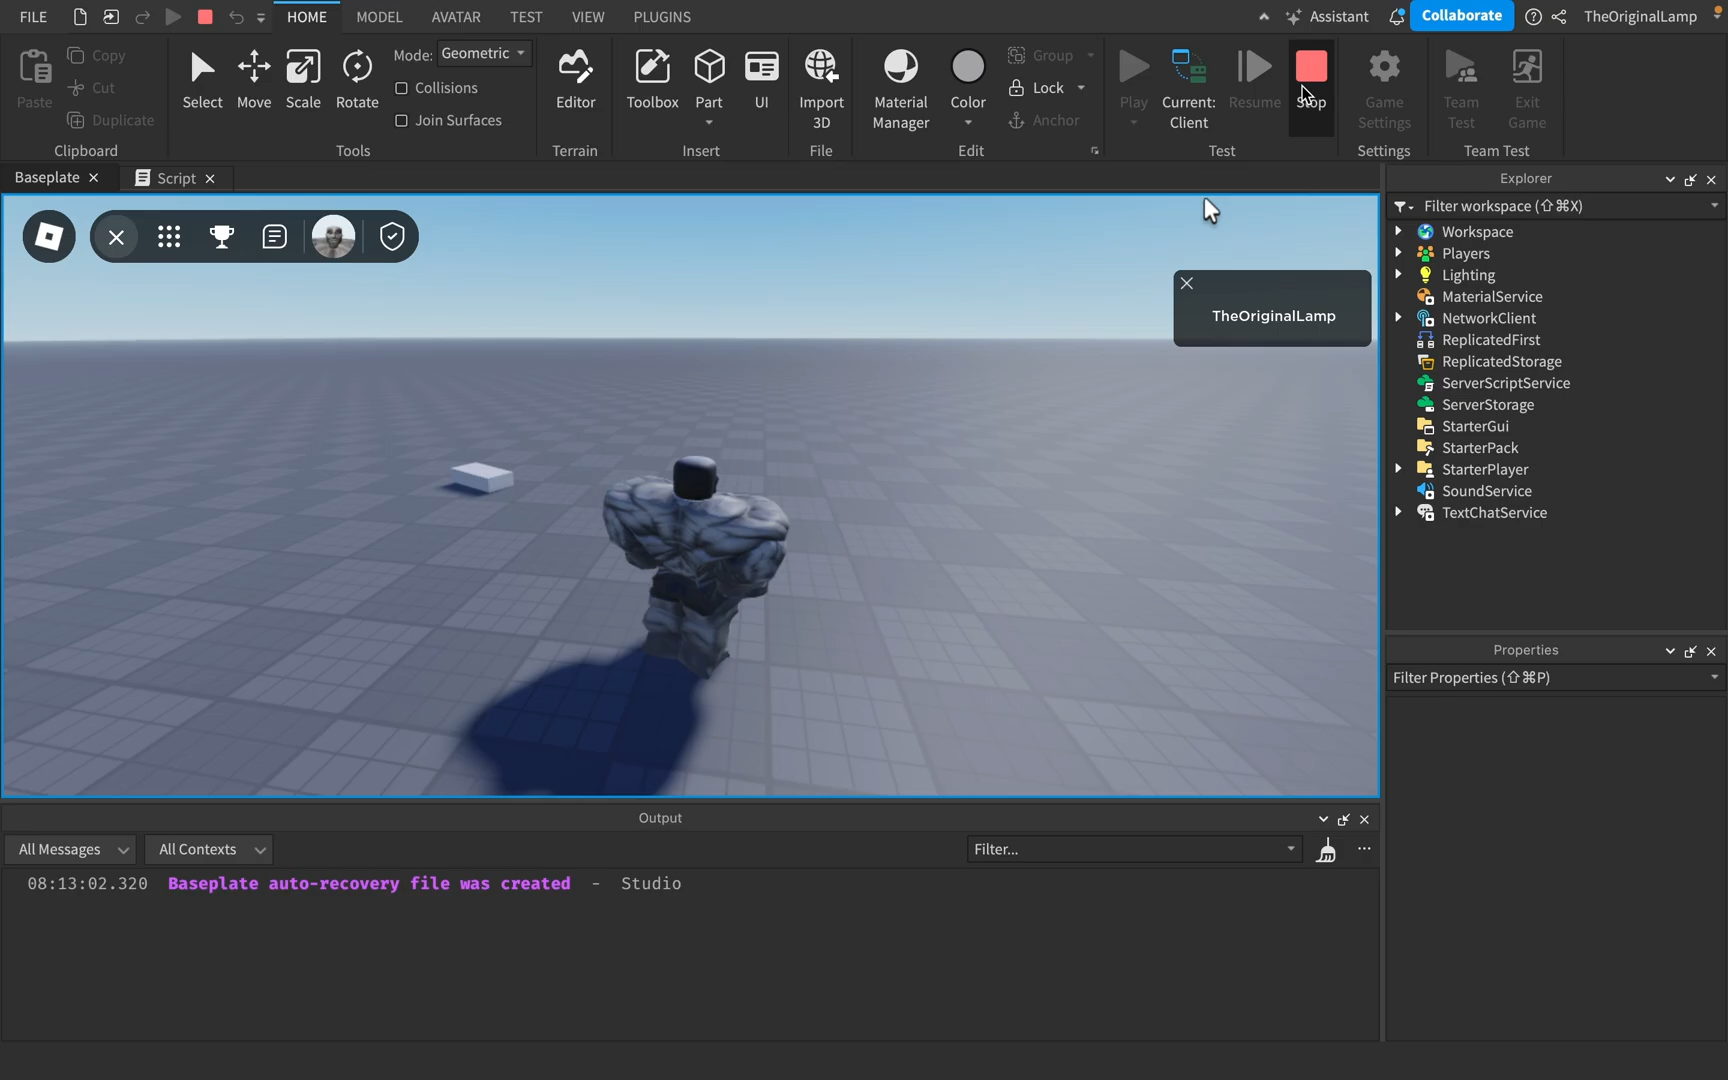 FILE HOME MODEL AVATAR TEST VIEW PLUGINS Assistant Collaborate TheOriginalLamp
Paste
Copy
Cut
Duplicate
Clipboard
Select
Move
Scale
Rotate
Mode: Geometric
Collisions
Join Surfaces
Tools
Editor
Terrain
Toolbox
Part
UI
Insert
Import
3D
File
Material
Manager
Color
Group
Lock
Anchor
Edit
Play
Current:
Client
Resume
Stop
Test
Game
Settings
Settings
Team
Test
Exit
Game
Team Test
Baseplate
Script
TheOriginalLamp
Explorer
Filter workspace (⇧⌘X)
Workspace
Players
Lighting
MaterialService
NetworkClient
ReplicatedFirst
ReplicatedStorage
ServerScriptService
ServerStorage
StarterGui
StarterPack
StarterPlayer
SoundService
TextChatService
Properties
Filter Properties (⇧⌘P)
Output
All Messages
All Contexts
Filter...
08:13:02.320 Baseplate auto-recovery file was created - Studio